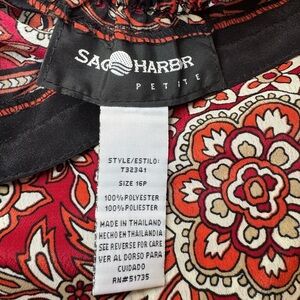 SAG HARBOR
PETITE
STYLE/ESTILO:
T32341
SIZE 16P
100%POLYESTER
100%POLIESTER
MADE IN THAILAND
HECHO EN THAILANDIA
SEE REVERSE FOR CARE
VER AL DORSO PARA
CUIDADO
RN#51735